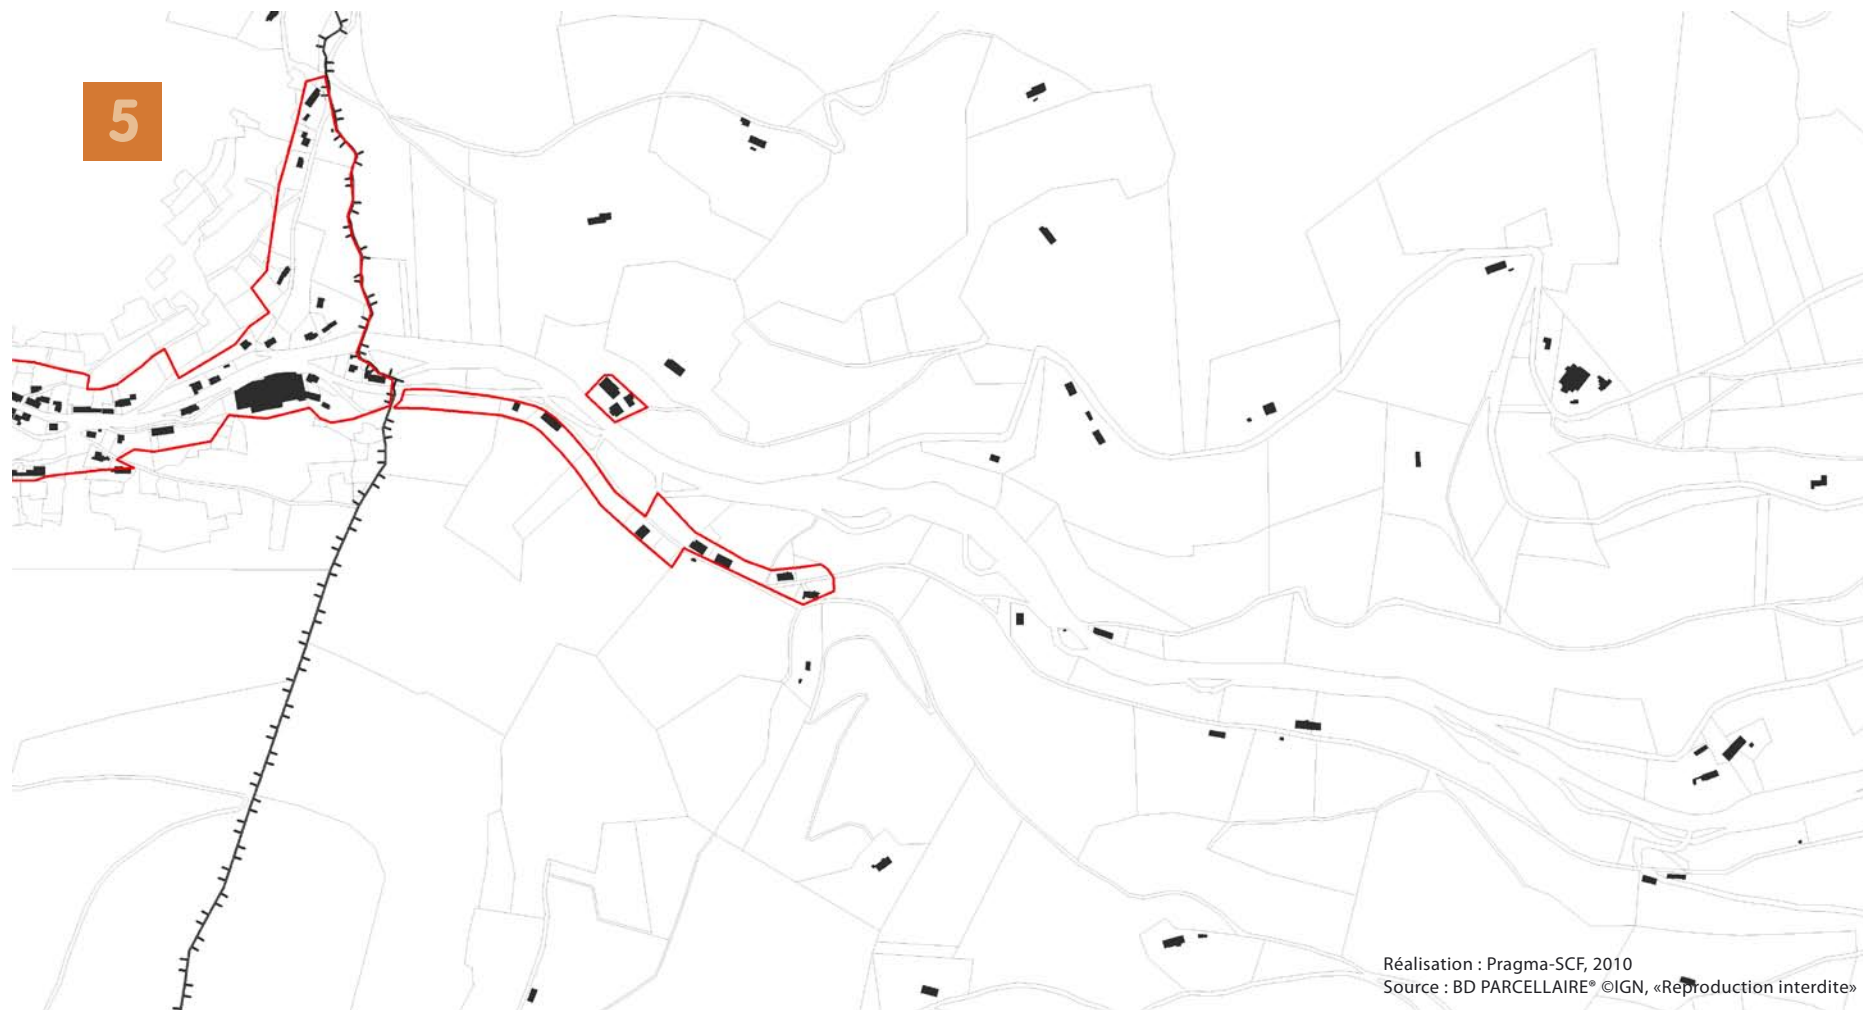 5
Réalisation : Pragma-SCF, 2010
Source : BD PARCELLAIRE® ©IGN, «Reproduction interdite»